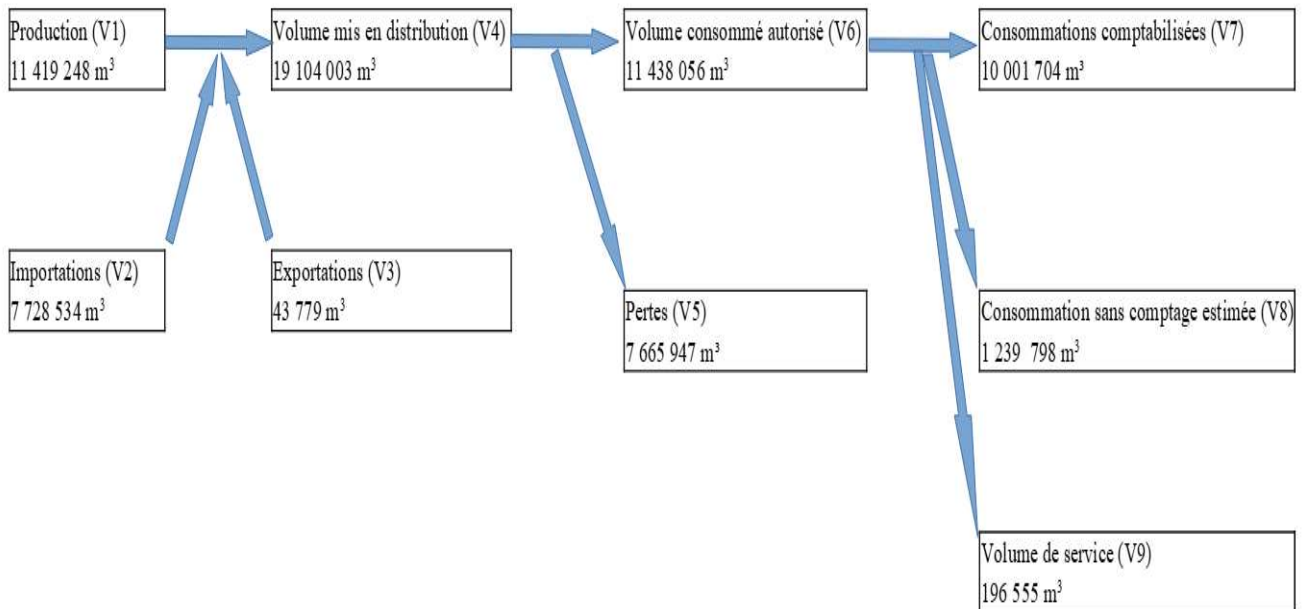 Production (V1)
11 419 248 m³
Volume mis en distribution (V4)
19 104 003 m³
Volume consommé autorisé (V6)
11 438 056 m³
Consommations comptabilisées (V7)
10 001 704 m³
Importations (V2)
7 728 534 m³
Exportations (V3)
43 779 m³
Pertes (V5)
7 665 947 m³
Consommation sans comptage estimée (V8)
1 239 798 m³
Volume de service (V9)
196 555 m³